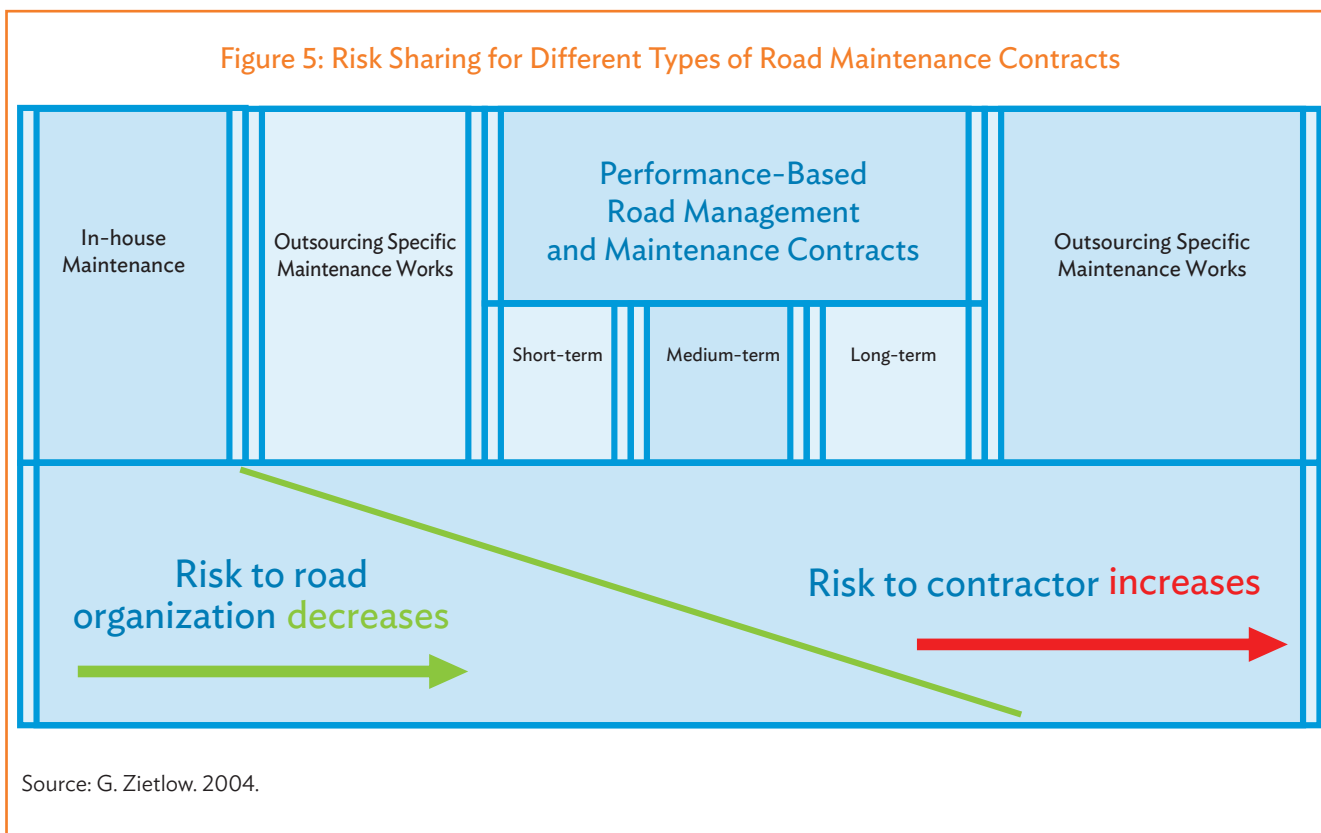 Figure 5: Risk Sharing for Different Types of Road Maintenance Contracts
In-house
Maintenance
Outsourcing Specific
Maintenance Works
Performance-Based
Road Management
and Maintenance Contracts
Short-term
Medium-term
Long-term
Outsourcing Specific
Maintenance Works
Risk to road
organization decreases
Risk to contractor increases
Source: G. Zietlow. 2004.